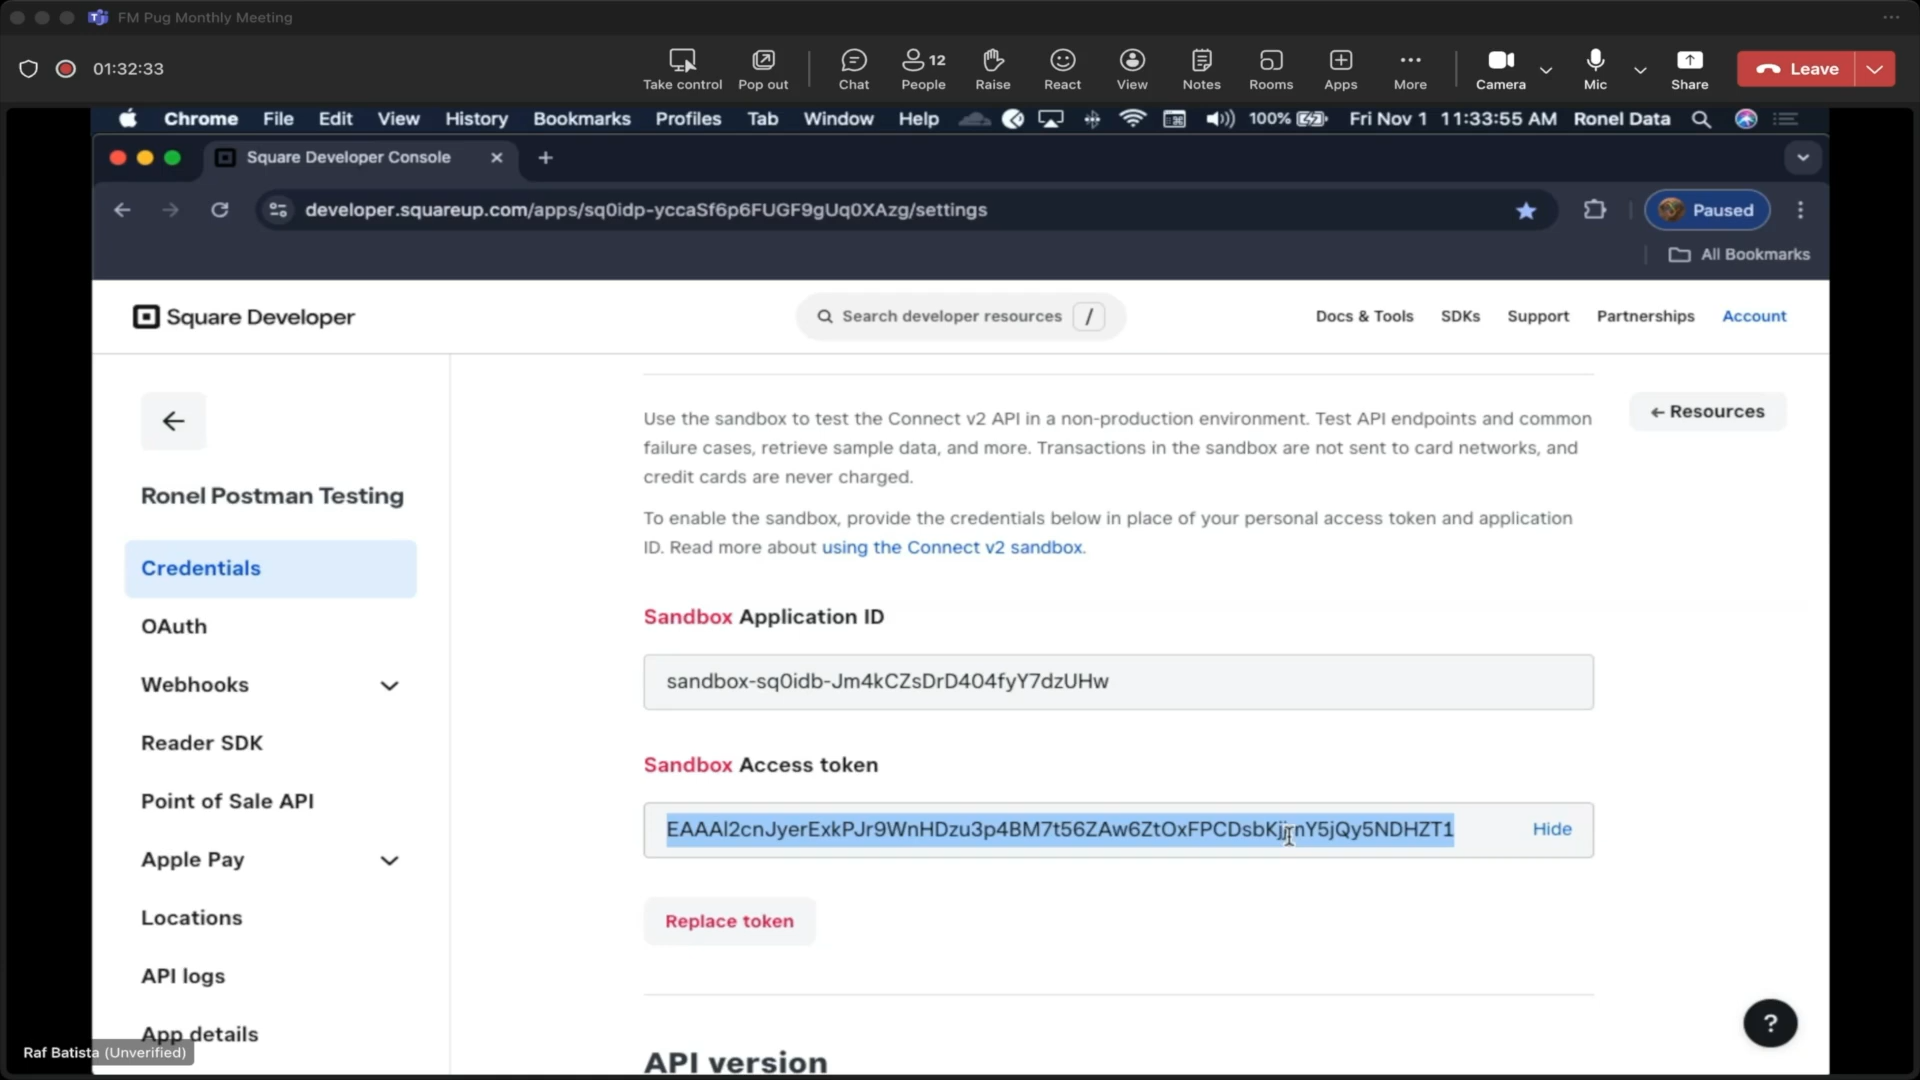 FM Pug Monthly Meeting
01:32:33
Take control
Pop out
Chat
12
People
Raise
React
View
Notes
Rooms
Apps
More
Camera
Mic
Share
Leave
Chrome File Edit View History Bookmarks Profiles Tab Window Help 100% Fri Nov 1 11:33:55 AM Ronel Data
Square Developer Console
developer.squareup.com/apps/sq0idp-yccaSf6p6FUGF9gUq0XAzg/settings
Paused
All Bookmarks
Square Developer
Search developer resources /
Docs & Tools
SDKs
Support
Partnerships
Account
Resources
Ronel Postman Testing
Credentials
OAuth
Webhooks
Reader SDK
Point of Sale API
Apple Pay
Locations
API logs
App details
Use the sandbox to test the Connect v2 API in a non-production environment. Test API endpoints and common
failure cases, retrieve sample data, and more. Transactions in the sandbox are not sent to card networks, and
credit cards are never charged.
To enable the sandbox, provide the credentials below in place of your personal access token and application
ID. Read more about using the Connect v2 sandbox.
Sandbox Application ID
sandbox-sq0idb-Jm4kCZsDrD404fyY7dzUHw
Sandbox Access token
Hide
Replace token
API version
?
Raf Batista (Unverified)